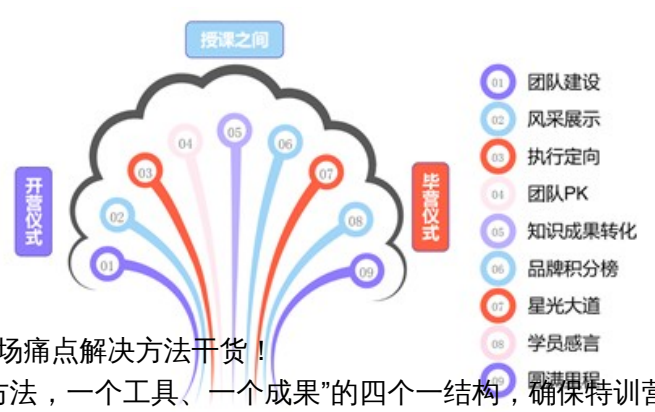 授课之间
开营仪式
毕营仪式
01
02
03
04
05
06
07
08
09
01 团队建设
02 风采展示
03 执行定向
04 团队PK
05 知识成果转化
06 品牌积分榜
07 星光大道
08 学员感言
09 圆满
场痛点解决方法干货！
方法，一个工具、一个成果”的四个一结构，确保特训营